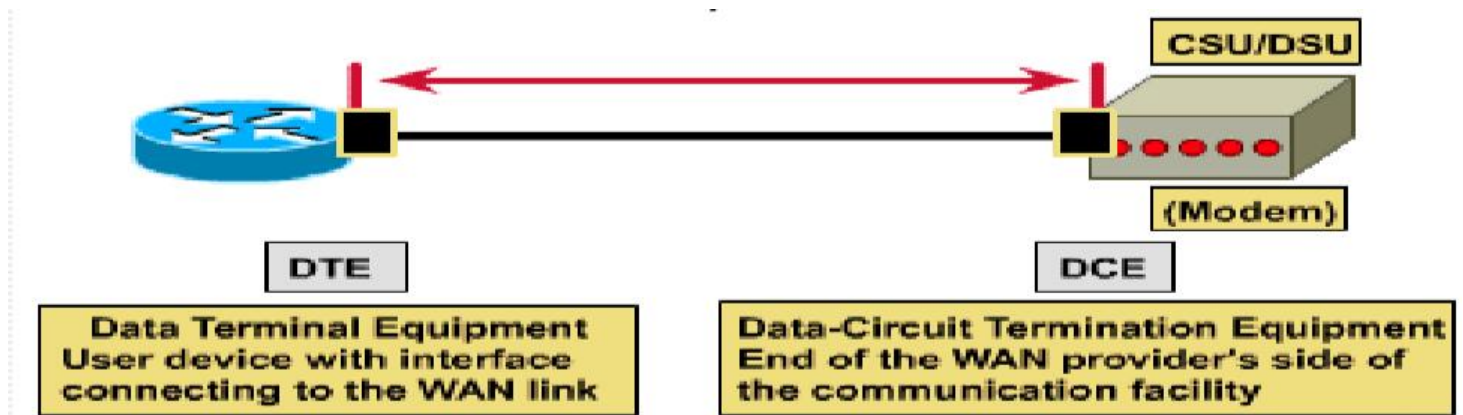 CSU/DSU
(Modem)
DTE
DCE
Data Terminal Equipment
User device with interface
connecting to the WAN link
Data-Circuit Termination Equipment
End of the WAN provider's side of
the communication facility